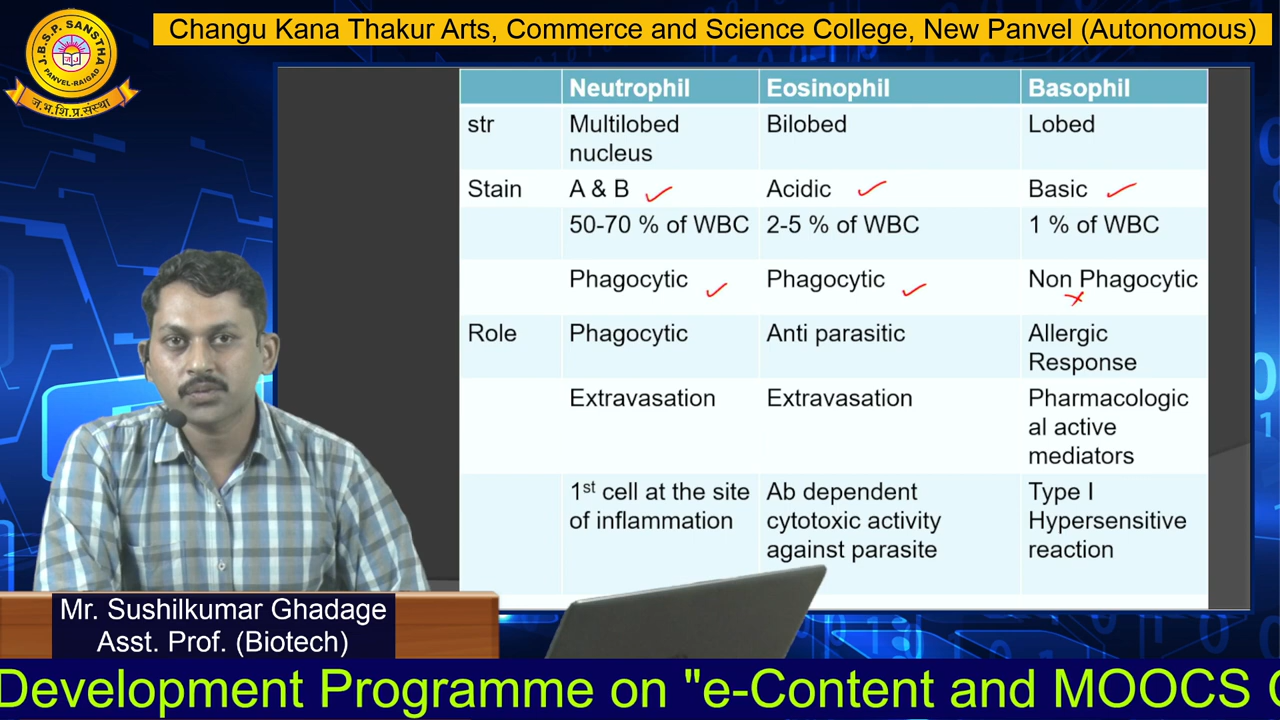 J.B.S.P. SANSTHA
PANVEL-RAIGAD
ज.भ.शि.प्र.संस्था
Changu Kana Thakur Arts, Commerce and Science College, New Panvel (Autonomous)
Neutrophil Eosinophil Basophil
str Multilobed Bilobed Lobed
nucleus
Stain A & B Acidic Basic
50-70 % of WBC 2-5 % of WBC 1 % of WBC
Phagocytic Phagocytic Non Phagocytic
Role Phagocytic Anti parasitic Allergic
Response
Extravasation Extravasation Pharmacologic
al active
mediators
1st cell at the site Ab dependent Type I
of inflammation cytotoxic activity Hypersensitive
against parasite reaction
Mr. Sushilkumar Ghadage
Asst. Prof. (Biotech)
Development Programme on "e-Content and MOOCS